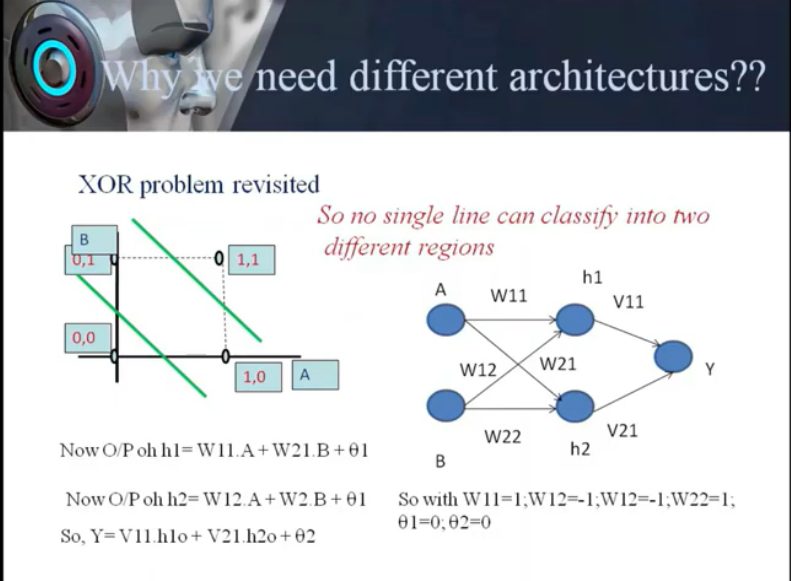 Why we need different architectures??
XOR problem revisited
So no single line can classify into two
different regions
B
0,1
1,1
0,0
1,0
A
A
W11
h1
V11
W12
W21
Y
W22
V21
B
h2
Now O/P oh h1= W11.A+W21.B+θ1
Now O/P oh h2= W12.A+W2.B+θ1
So, Y= V11.h1o+ V21.h2o+θ2
So with W11=1;W12=-1;W12=-1;W22=1;
θ1=0; θ2=0